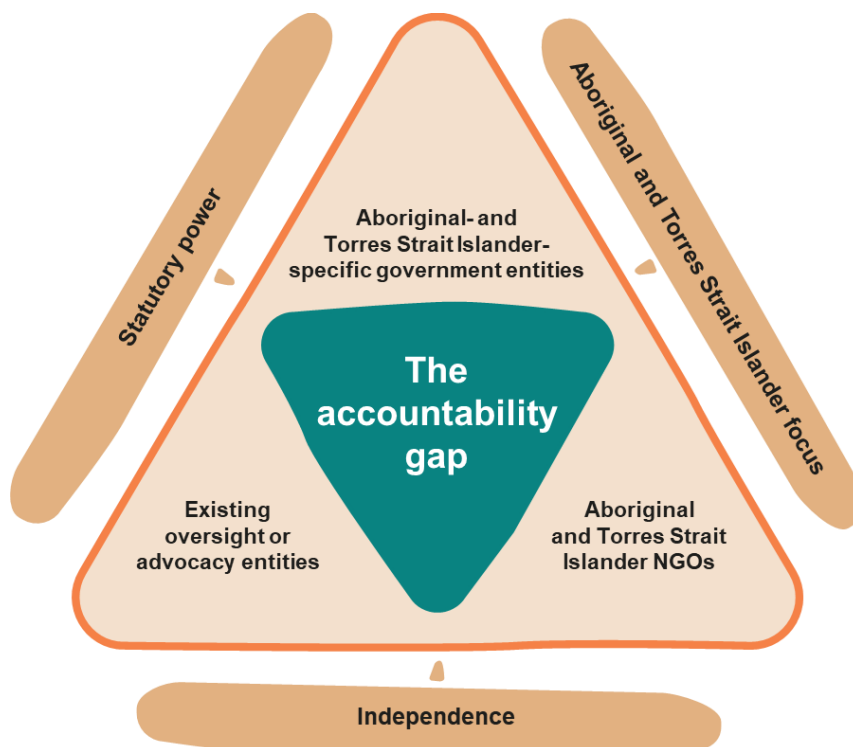 Statutory power
Aboriginal and Torres Strait Islander focus
Aboriginal- and
Torres Strait Islander-
specific government entities
The
accountability
gap
Existing
oversight or
advocacy entities
Aboriginal
and Torres Strait
Islander NGOs
Independence